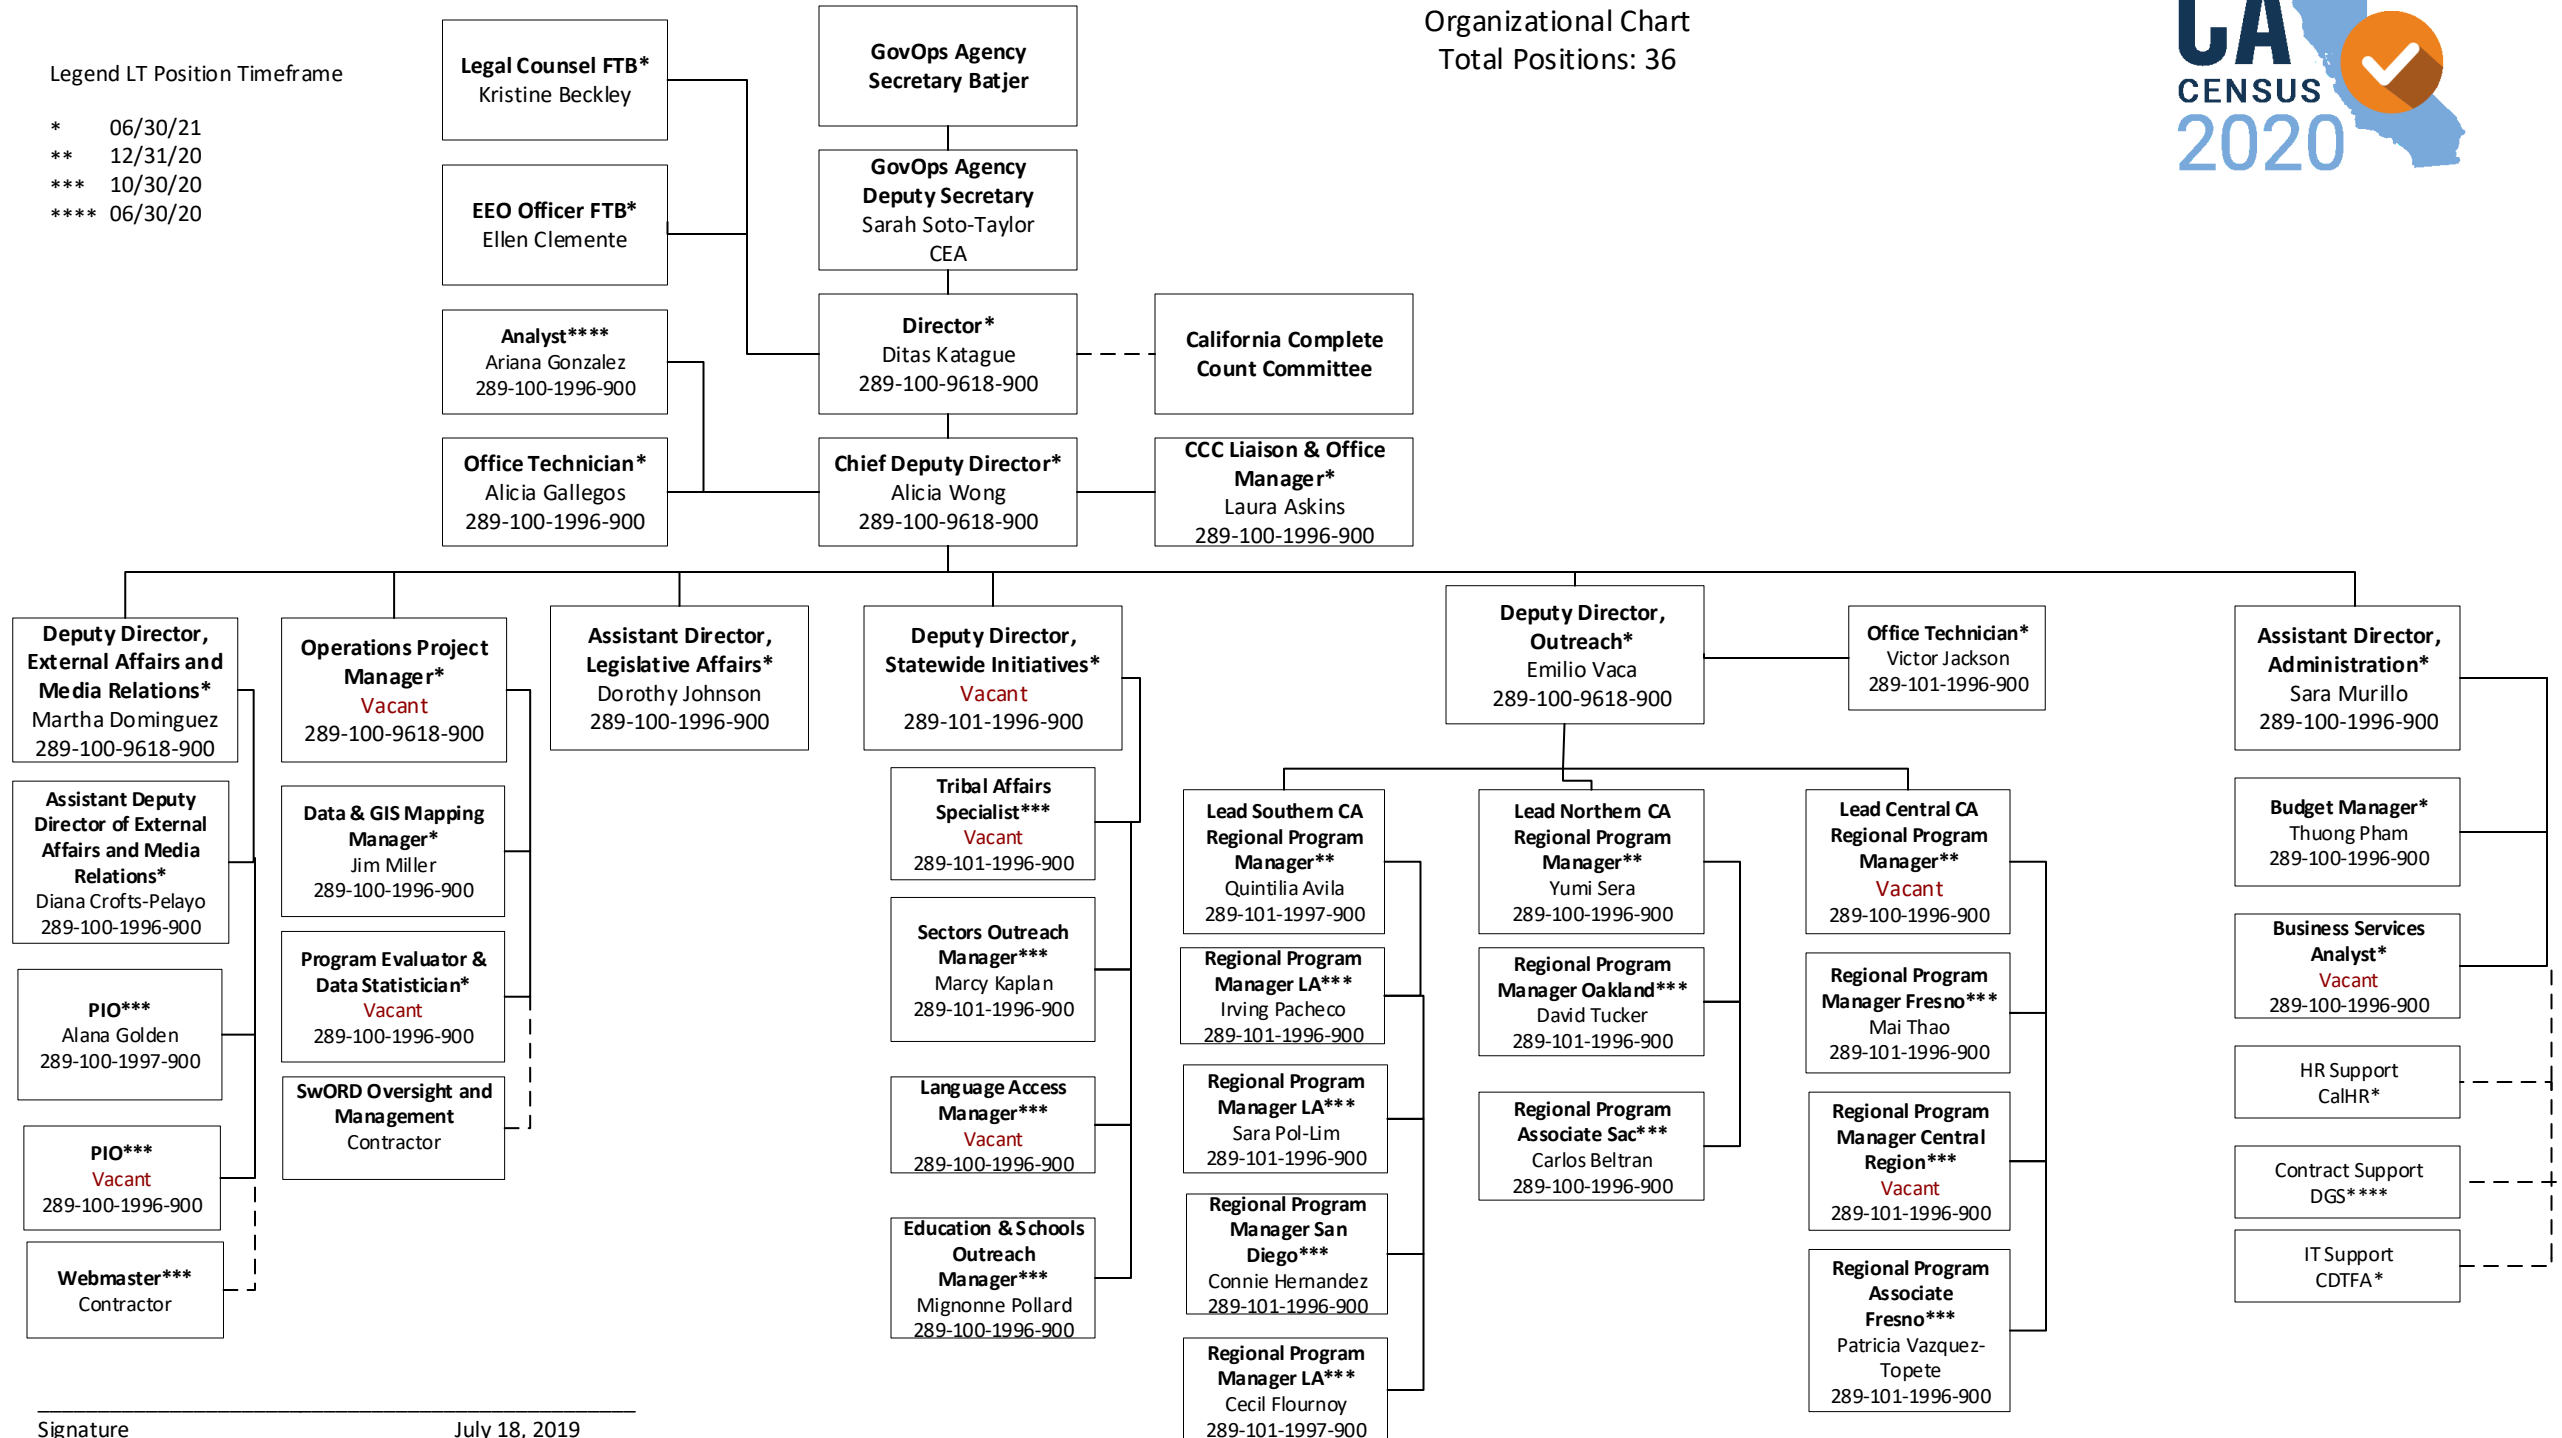 Organizational Chart
Total Positions: 36
CA
CENSUS
2020
Legend LT Position Timeframe
* 06/30/21
** 12/31/20
*** 10/30/20
**** 06/30/20
Legal Counsel FTB*
Kristine Beckley
GovOps Agency
Secretary Batjer
EEO Officer FTB*
Ellen Clemente
GovOps Agency
Deputy Secretary
Sarah Soto-Taylor
CEA
Analyst****
Ariana Gonzalez
289-100-1996-900
Director*
Ditas Katague
289-100-9618-900
California Complete
Count Committee
Office Technician*
Alicia Gallegos
289-100-1996-900
Chief Deputy Director*
Alicia Wong
289-100-9618-900
CCC Liaison & Office
Manager*
Laura Askins
289-100-1996-900
Deputy Director,
External Affairs and
Media Relations*
Martha Dominguez
289-100-9618-900
Assistant Deputy
Director of External
Affairs and Media
Relations*
Diana Crofts-Pelayo
289-100-1996-900
PIO***
Alana Golden
289-100-1997-900
PIO***
Vacant
289-100-1996-900
Webmaster***
Contractor
Operations Project
Manager*
Vacant
289-100-9618-900
Data & GIS Mapping
Manager*
Jim Miller
289-100-1996-900
Program Evaluator &
Data Statistician*
Vacant
289-100-1996-900
SwORD Oversight and
Management
Contractor
Assistant Director,
Legislative Affairs*
Dorothy Johnson
289-100-1996-900
Deputy Director,
Statewide Initiatives*
Vacant
289-101-1996-900
Tribal Affairs
Specialist***
Vacant
289-101-1996-900
Sectors Outreach
Manager***
Marcy Kaplan
289-101-1996-900
Language Access
Manager***
Vacant
289-100-1996-900
Education & Schools
Outreach
Manager***
Mignonne Pollard
289-100-1996-900
Deputy Director,
Outreach*
Emilio Vaca
289-100-9618-900
Office Technician*
Victor Jackson
289-101-1996-900
Lead Southern CA
Regional Program
Manager**
Quintilia Avila
289-101-1997-900
Regional Program
Manager LA***
Irving Pacheco
289-101-1996-900
Regional Program
Manager LA***
Sara Pol-Lim
289-101-1996-900
Regional Program
Manager San
Diego***
Connie Hernandez
289-101-1996-900
Regional Program
Manager LA***
Cecil Flournoy
289-101-1997-900
Lead Northern CA
Regional Program
Manager**
Yumi Sera
289-100-1996-900
Regional Program
Manager Oakland***
David Tucker
289-101-1996-900
Regional Program
Associate Sac***
Carlos Beltran
289-100-1996-900
Lead Central CA
Regional Program
Manager**
Vacant
289-100-1996-900
Regional Program
Manager Fresno***
Mai Thao
289-101-1996-900
Regional Program
Manager Central
Region***
Vacant
289-101-1996-900
Regional Program
Associate
Fresno***
Patricia Vazquez-
Topete
289-101-1996-900
Assistant Director,
Administration*
Sara Murillo
289-100-1996-900
Budget Manager*
Thuong Pham
289-100-1996-900
Business Services
Analyst*
Vacant
289-100-1996-900
HR Support
CalHR*
Contract Support
DGS****
IT Support
CDTFA*
Signature July 18, 2019